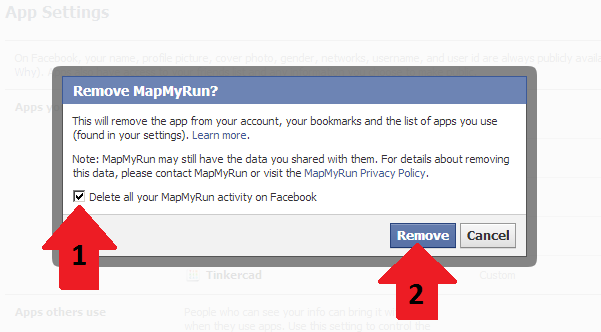 App Settings
On Facebook, your name, profile picture, cover photo, gender, networks, username, and user id are always publicly availa
Why).
Apps yo
Remove MapMyRun?
This will remove the app from your account, your bookmarks and the list of apps you use
(found in your settings). Learn more.
Note: MapMyRun may still have the data you shared with them. For details about removing
this data, please contact MapMyRun or visit the MapMyRun Privacy Policy.
Delete all your MapMyRun activity on Facebook
Remove Cancel
1
2
Tinkercad Custom
Apps others use People who can see your info can bring it w
when they use apps. Use this setting to control the